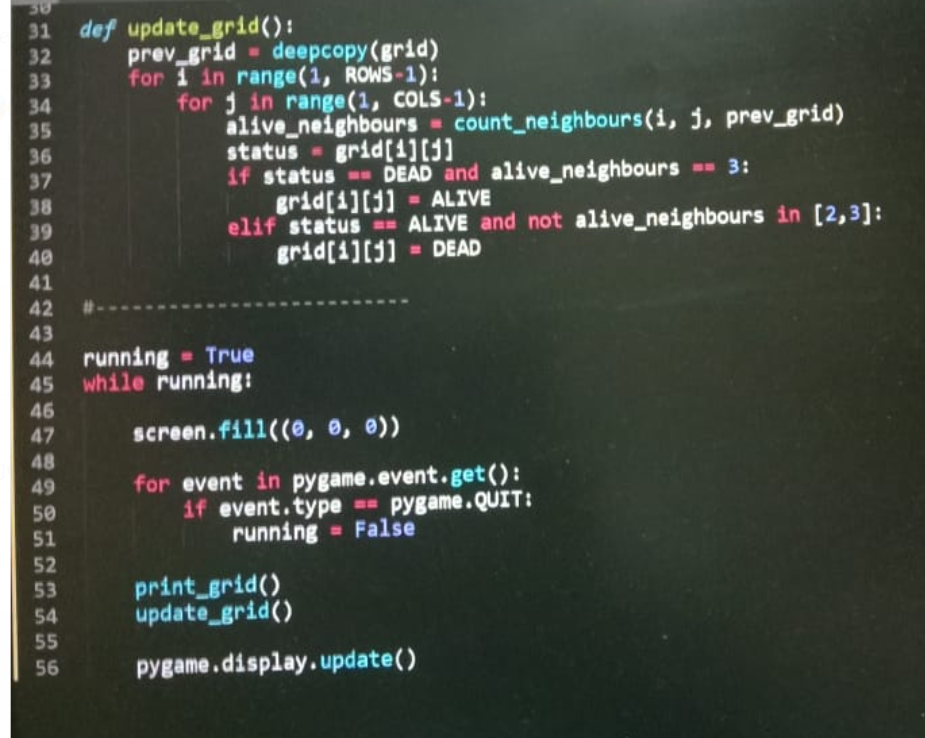 30
31 def update_grid():
32     prev_grid = deepcopy(grid)
33     for i in range(1, ROWS-1):
34         for j in range(1, COLS-1):
35             alive_neighbours = count_neighbours(i, j, prev_grid)
36             status = grid[i][j]
37             if status == DEAD and alive_neighbours == 3:
38                 grid[i][j] = ALIVE
39             elif status == ALIVE and not alive_neighbours in [2,3]:
40                 grid[i][j] = DEAD
41
42 #--------------------------
43
44 running = True
45 while running:
46
47     screen.fill((0, 0, 0))
48
49     for event in pygame.event.get():
50         if event.type == pygame.QUIT:
51             running = False
52
53     print_grid()
54     update_grid()
55
56     pygame.display.update()